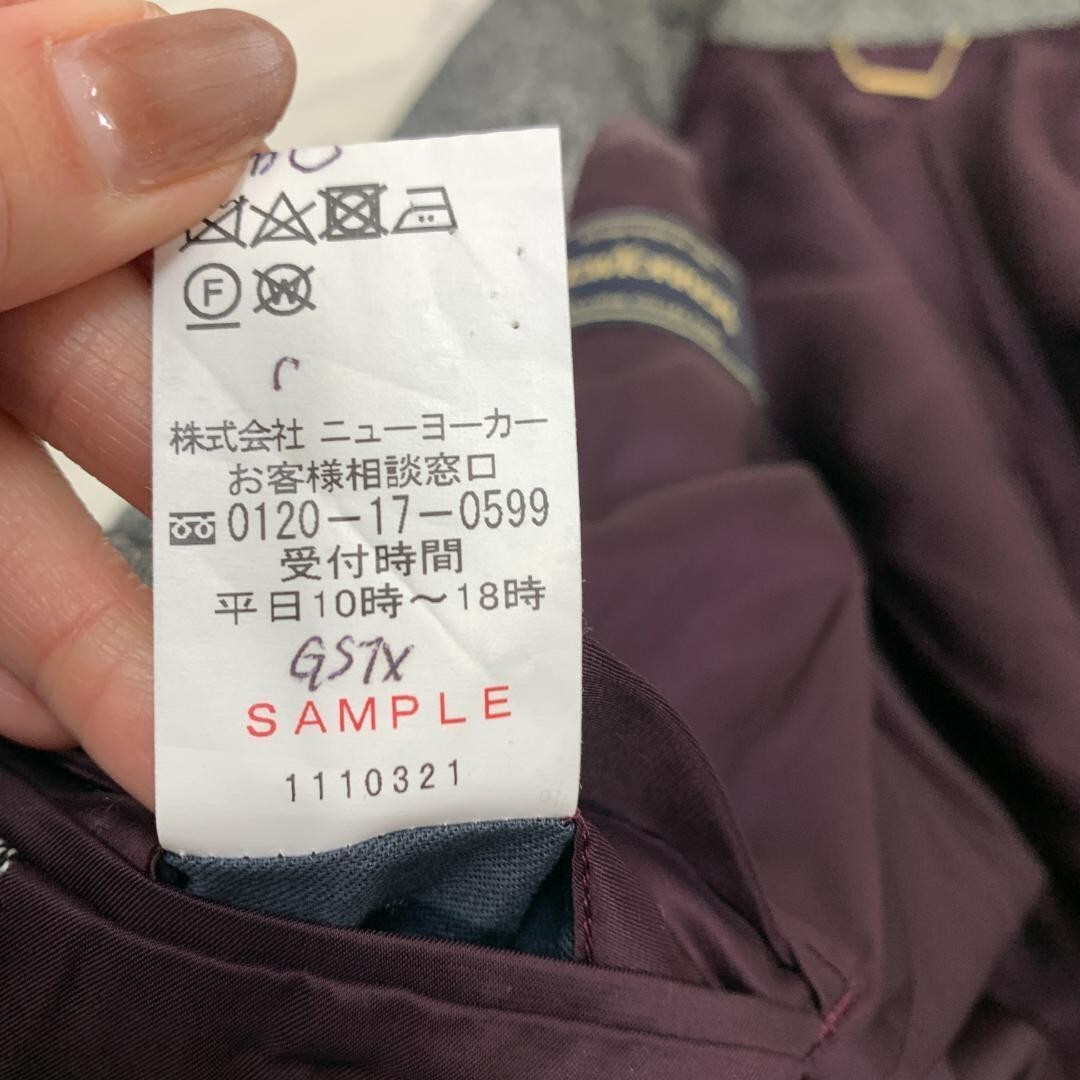 F
W
株式会社 ニューヨーカー
お客様相談窓口
0120-17-0599
受付時間
平日10時~18時
GS7X
SAMPLE
1110321